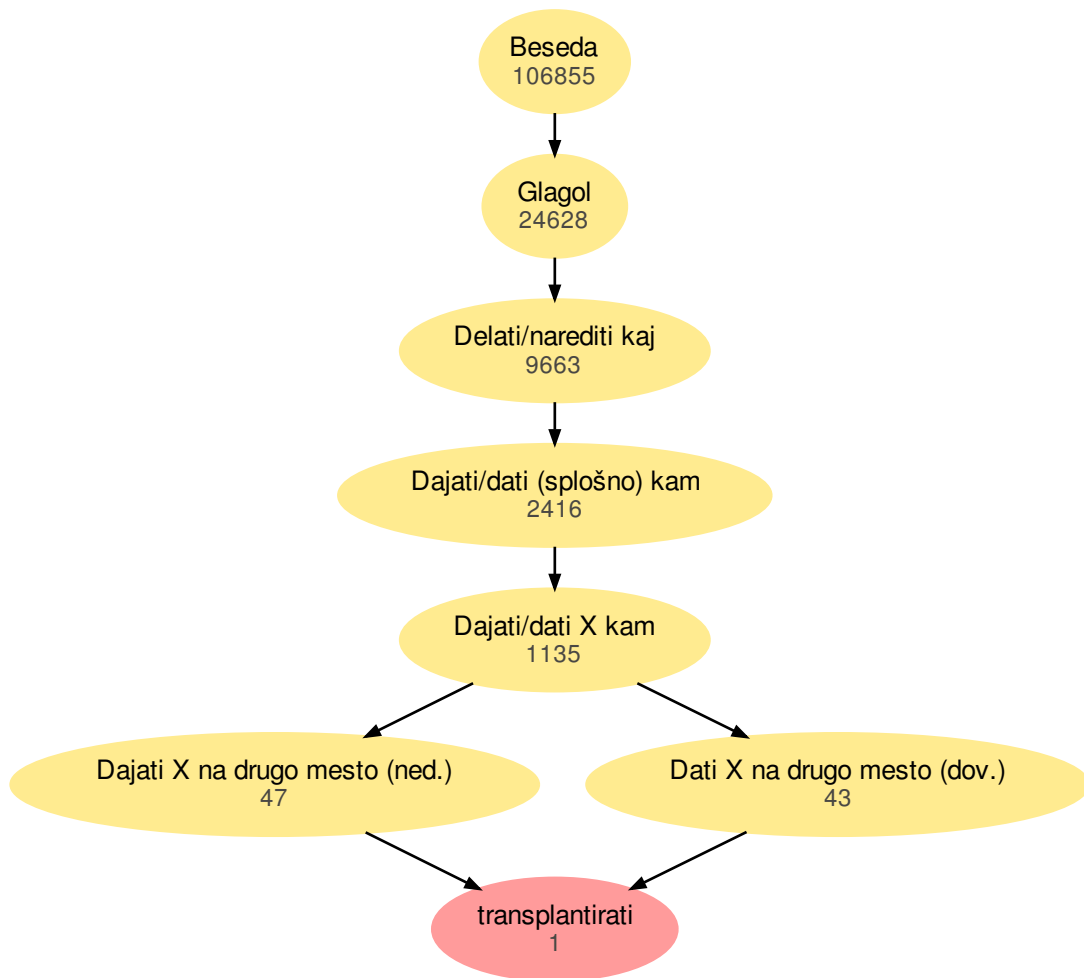 Beseda
106855
Glagol
24628
Delati/narediti kaj
9663
Dajati/dati (splošno) kam
2416
Dajati/dati X kam
1135
Dajati X na drugo mesto (ned.)
47
Dati X na drugo mesto (dov.)
43
transplantirati
1